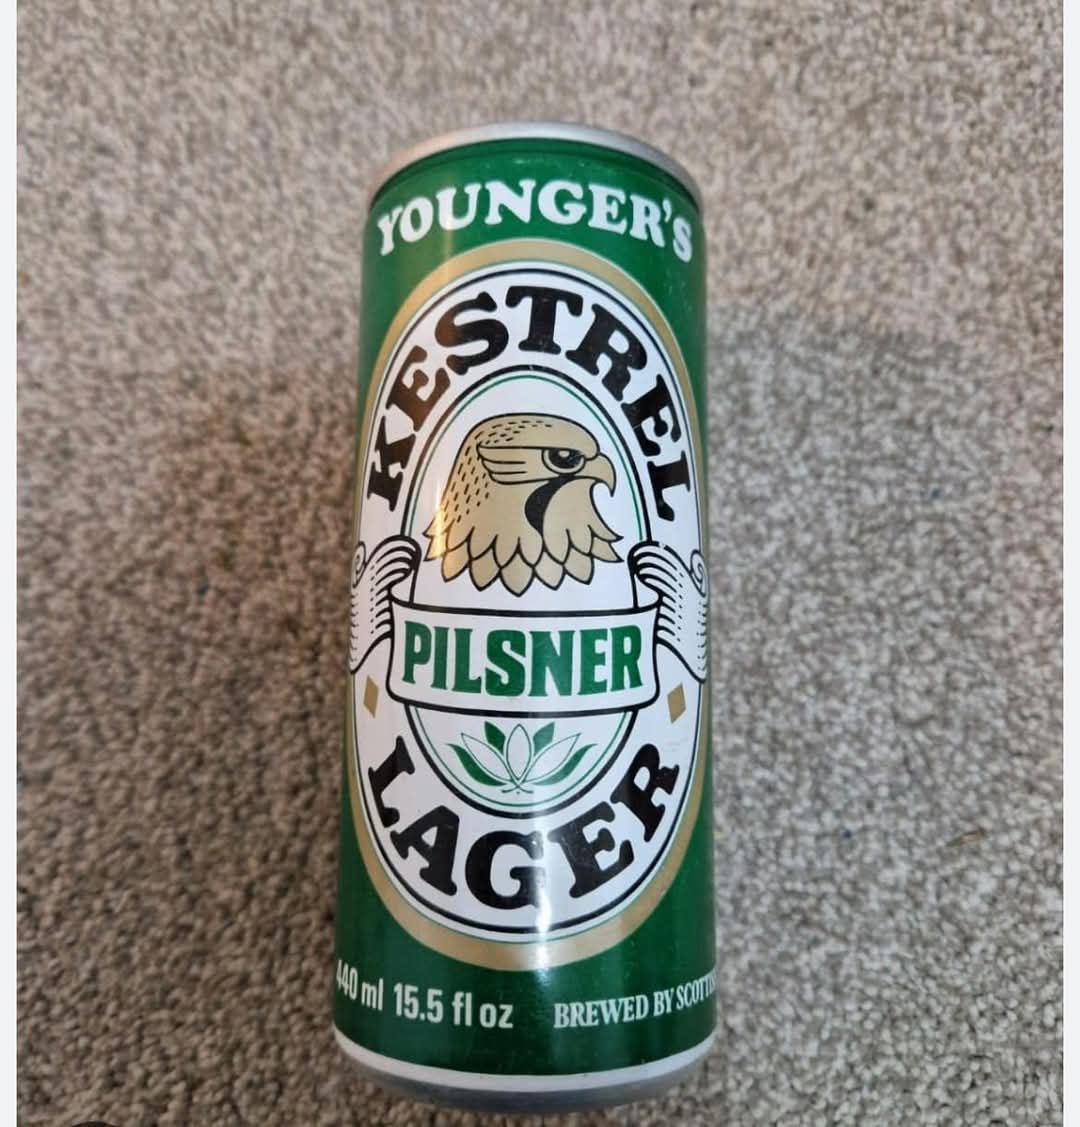 YOUNGER'S
KESTREL
PILSNER
LAGER
440 ml 15.5 fl oz
BREWED BY